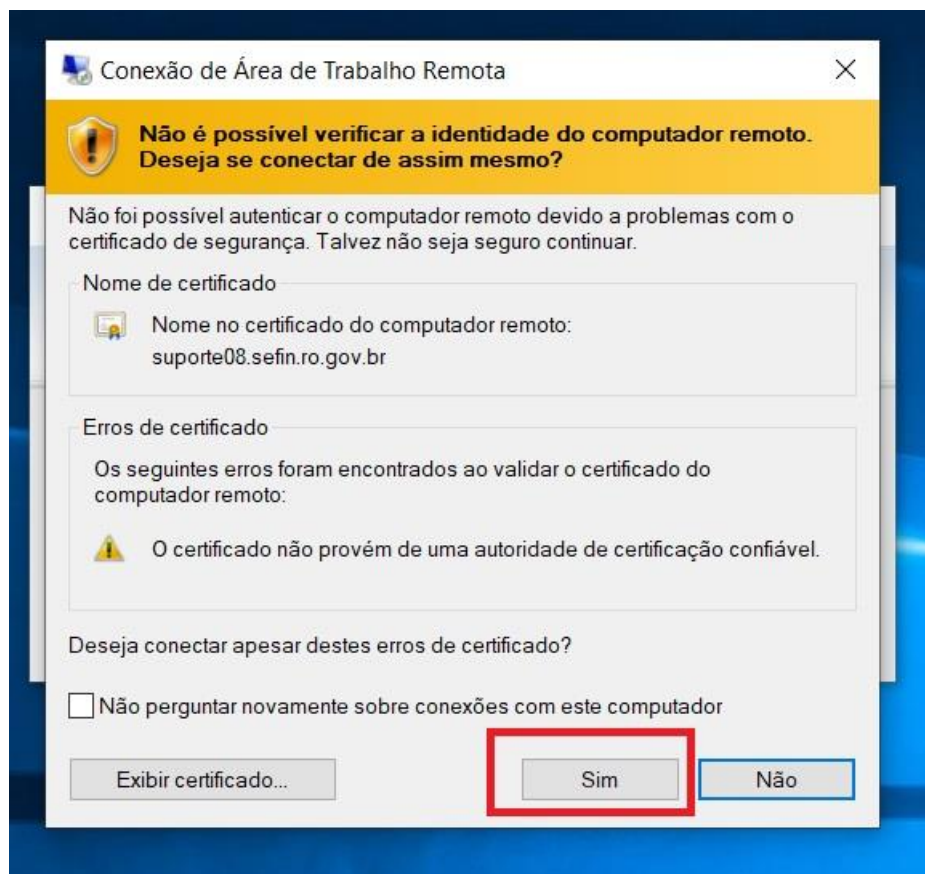 Conexão de Área de Trabalho Remota
Não é possível verificar a identidade do computador remoto.
Deseja se conectar de assim mesmo?
Não foi possível autenticar o computador remoto devido a problemas com o
certificado de segurança. Talvez não seja seguro continuar.
Nome de certificado
Nome no certificado do computador remoto:
suporte08.sefin.ro.gov.br
Erros de certificado
Os seguintes erros foram encontrados ao validar o certificado do
computador remoto:
O certificado não provém de uma autoridade de certificação confiável.
Deseja conectar apesar destes erros de certificado?
Não perguntar novamente sobre conexões com este computador
Exibir certificado... Sim Não